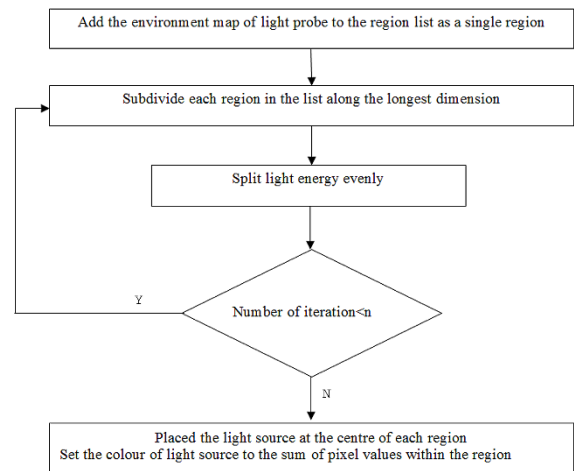 Add the environment map of light probe to the region list as a single region
Subdivide each region in the list along the longest dimension
Split light energy evenly
Number of iteration<n
Y
N
Placed the light source at the centre of each region
Set the colour of light source to the sum of pixel values within the region